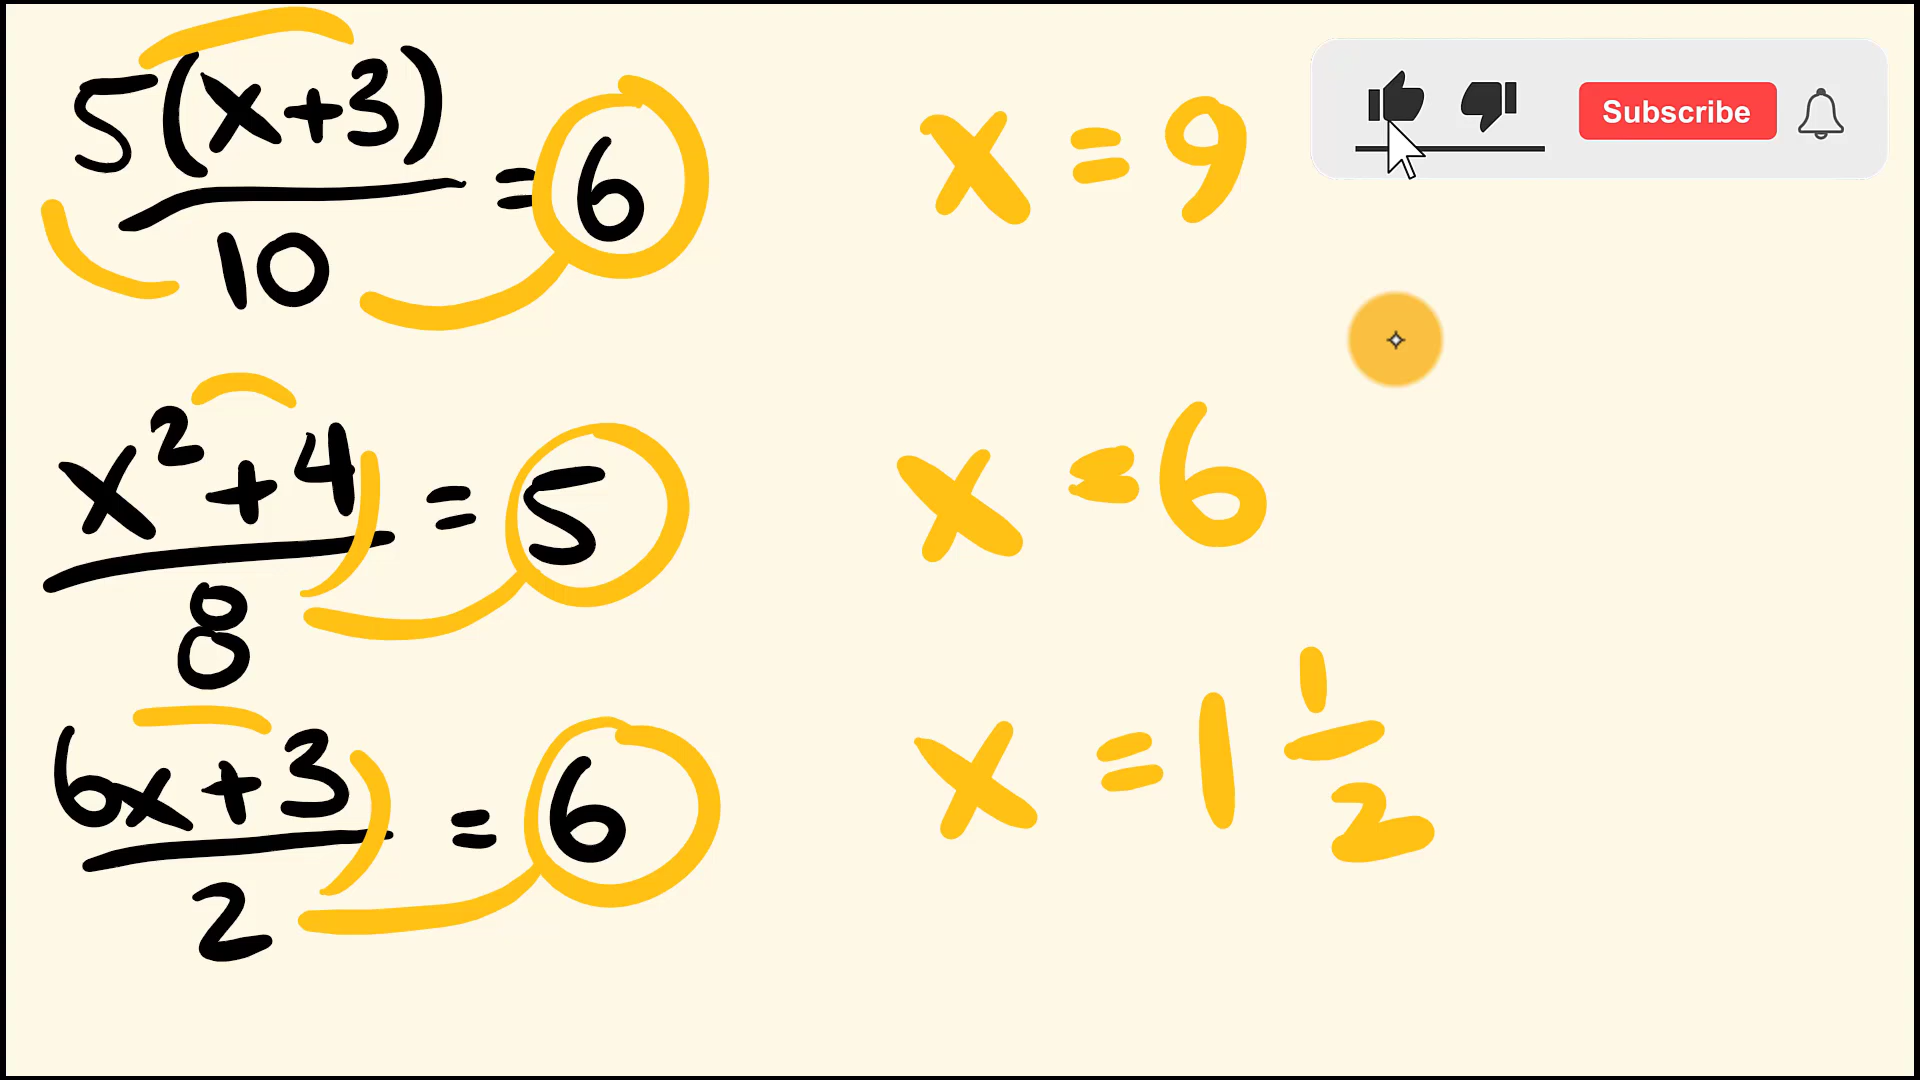 5(x+3)/10 = 6 x = 9
Subscribe
x²+4/8 = 5 x = 6
6x+3/2 = 6 x = 1 1/2